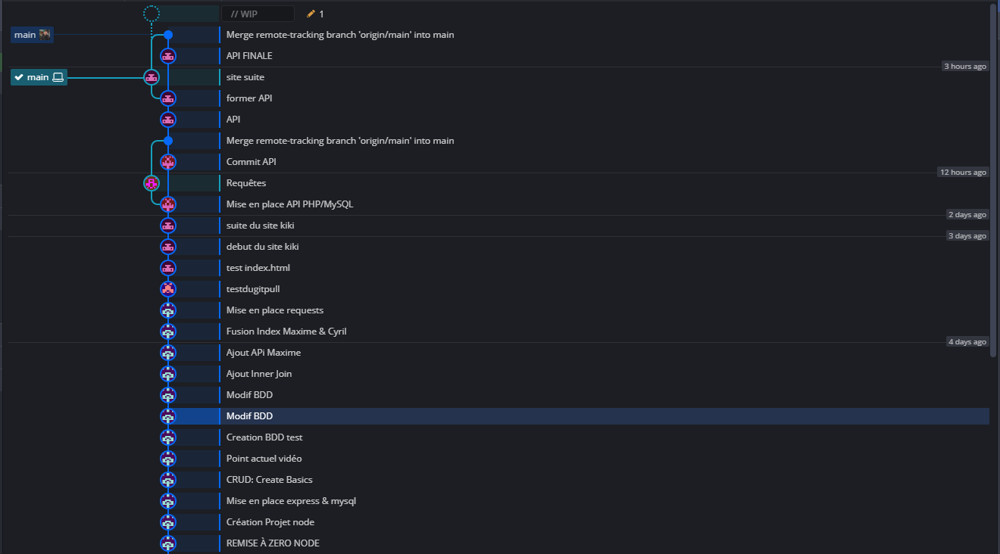 // WIP 1
main Merge remote-tracking branch 'origin/main' into main
API FINALE
3 hours ago
main site suite
former API
API
Merge remote-tracking branch 'origin/main' into main
Commit API
12 hours ago
Requêtes
Mise en place API PHP/MySQL
2 days ago
suite du site kiki
3 days ago
debut du site kiki
test index.html
testdugitpull
Mise en place requests
Fusion Index Maxime & Cyril
4 days ago
Ajout APi Maxime
Ajout Inner Join
Modif BDD
Modif BDD
Creation BDD test
Point actuel vidéo
CRUD: Create Basics
Mise en place express & mysql
Création Projet node
REMISE À ZERO NODE